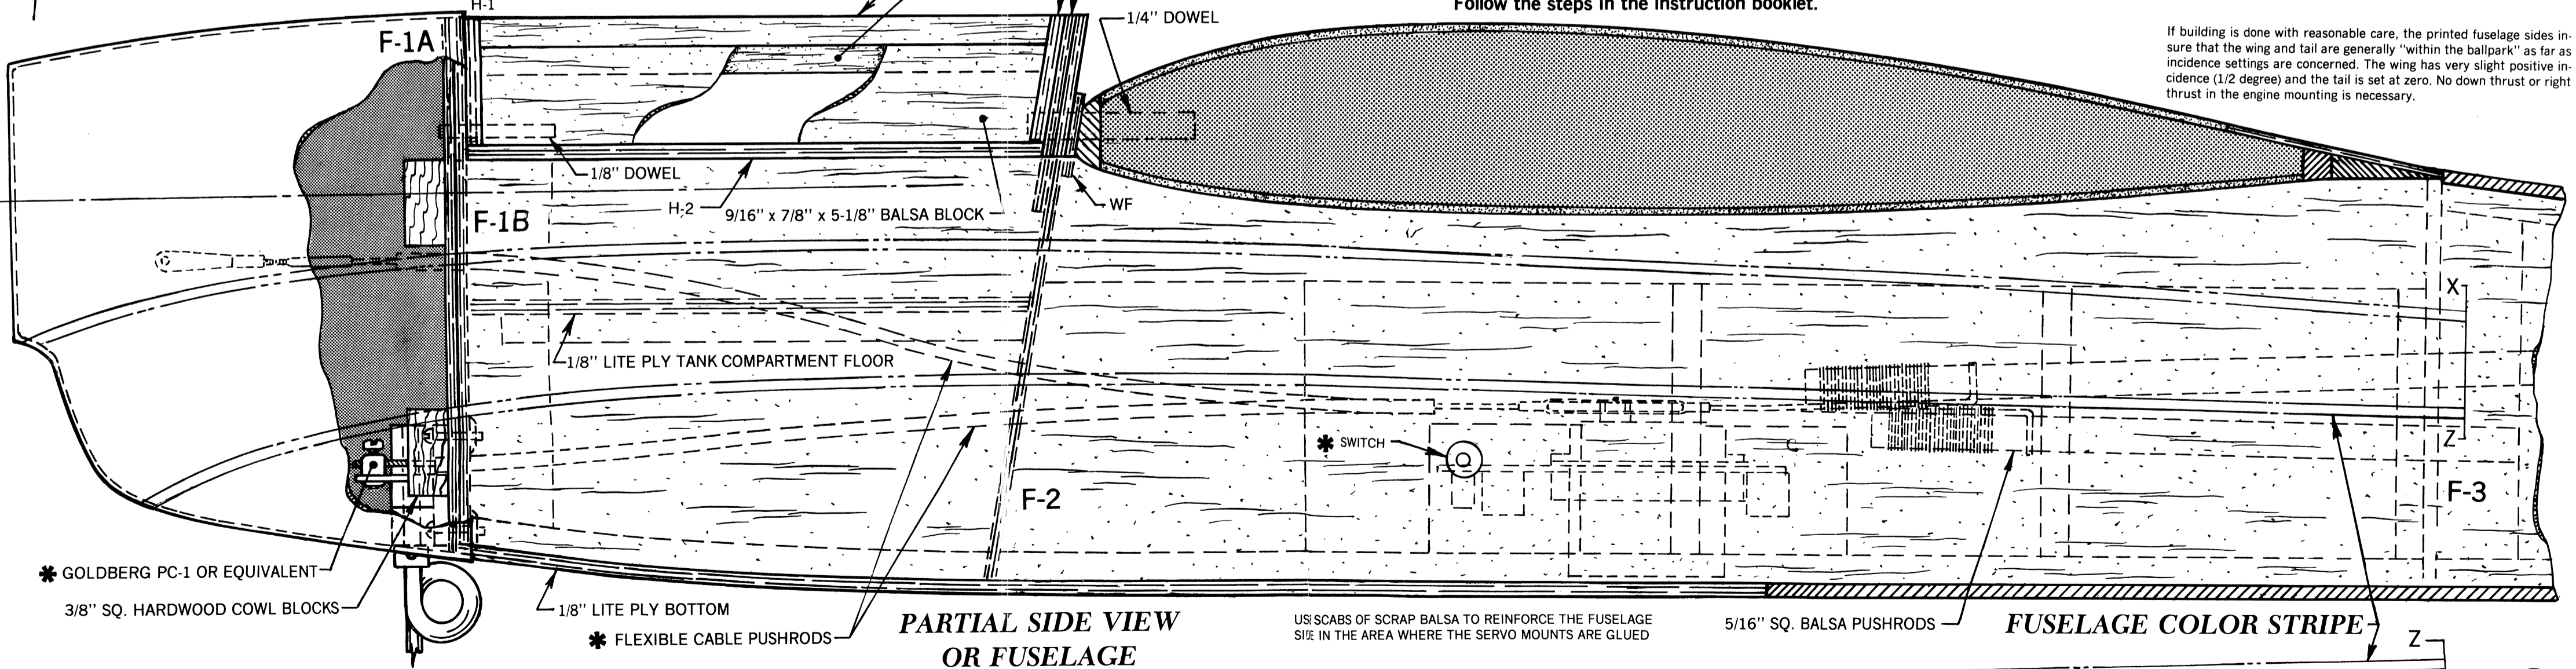 Follow the steps in the instruction booklet.
If building is done with reasonable care, the printed fuselage sides in-
sure that the wing and tail are generally "within the ballpark" as far as
incidence settings are concerned. The wing has very slight positive in-
cidence (1/2 degree) and the tail is set at zero. No down thrust or right
thrust in the engine mounting is necessary.
H-1
F-1A
1/4" DOWEL
1/8" DOWEL
H-2
9/16" x 7/8" x 5-1/8" BALSA BLOCK
WF
F-1B
X
1/8" LITE PLY TANK COMPARTMENT FLOOR
✱ SWITCH
Z
F-2
F-3
✱ GOLDBERG PC-1 OR EQUIVALENT
3/8" SQ. HARDWOOD COWL BLOCKS
1/8" LITE PLY BOTTOM
✱ FLEXIBLE CABLE PUSHRODS
PARTIAL SIDE VIEW
OR FUSELAGE
USE SCABS OF SCRAP BALSA TO REINFORCE THE FUSELAGE
SIDE IN THE AREA WHERE THE SERVO MOUNTS ARE GLUED
5/16" SQ. BALSA PUSHRODS
FUSELAGE COLOR STRIPE
Z